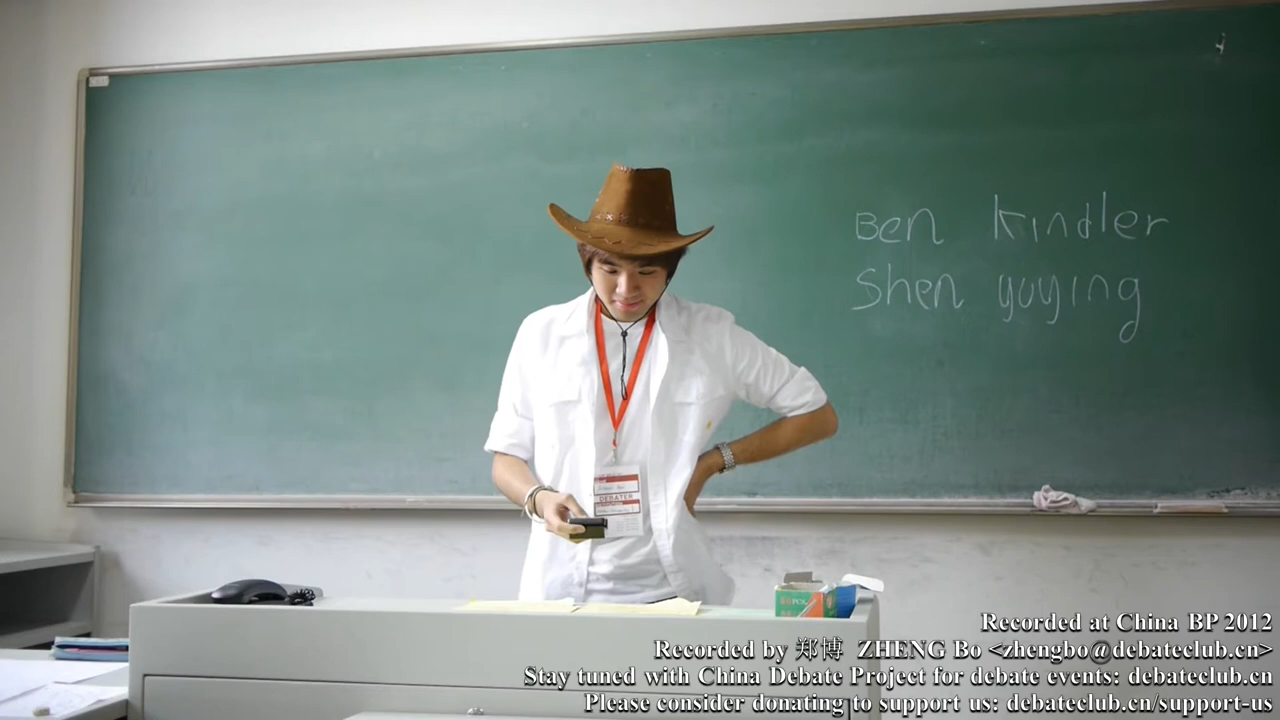 Ben Kindler
Shen yuying
DEBATER
PCS
Recorded at China BP 2012
Recorded by 郑博 ZHENG Bo <zhengbo@debateclub.cn>
Stay tuned with China Debate Project for debate events: debateclub.cn
Please consider donating to support us: debateclub.cn/support-us